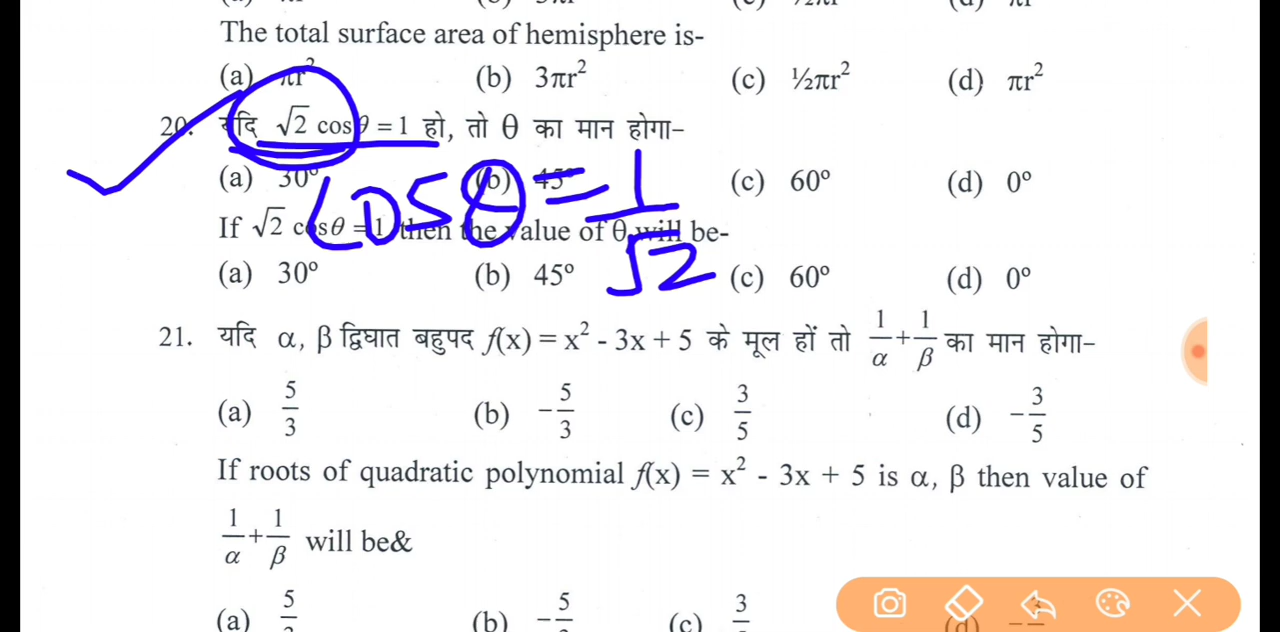 The total surface area of hemisphere is-
(a) πr² (b) 3πr² (c) ½πr² (d) πr²
20. यदि √2 cosθ = 1 हो, तो θ का मान होगा–
(a) 30° (b) 45° (c) 60° (d) 0°
cosθ = 1/√2
If √2 cosθ = 1, then the value of θ will be-
(a) 30° (b) 45° (c) 60° (d) 0°
21. यदि α, β द्विघात बहुपद f(x) = x² - 3x + 5 के मूल हों तो 1/α + 1/β का मान होगा–
(a) 5/3 (b) -5/3 (c) 3/5 (d) -3/5
If roots of quadratic polynomial f(x) = x² - 3x + 5 is α, β then value of
1/α + 1/β will be&
(a) 5 (b) -5 (c) 3 (d)